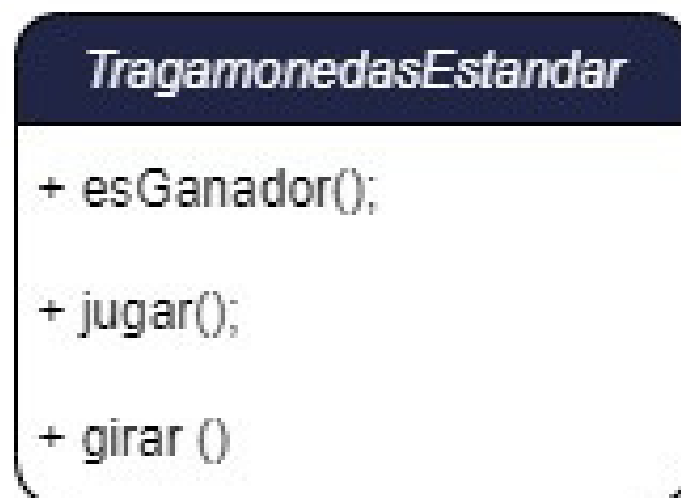 TragamonedasEstandar
+ esGanador();
+ jugar();
+ girar ()